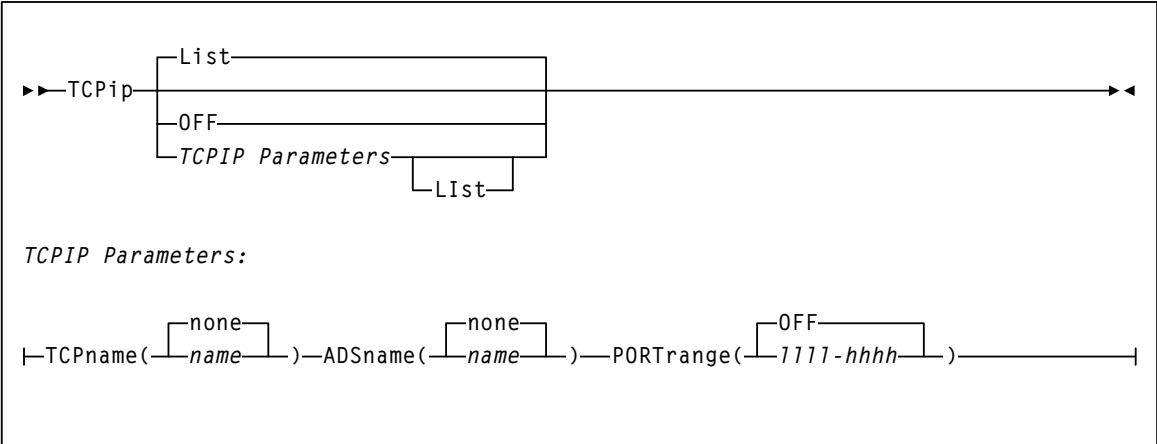 List
TCPip
OFF
TCPIP Parameters
LIst
TCPIP Parameters:
none none OFF
TCPname( name ) ADSname( name ) PORTrange( llll-hhhh )